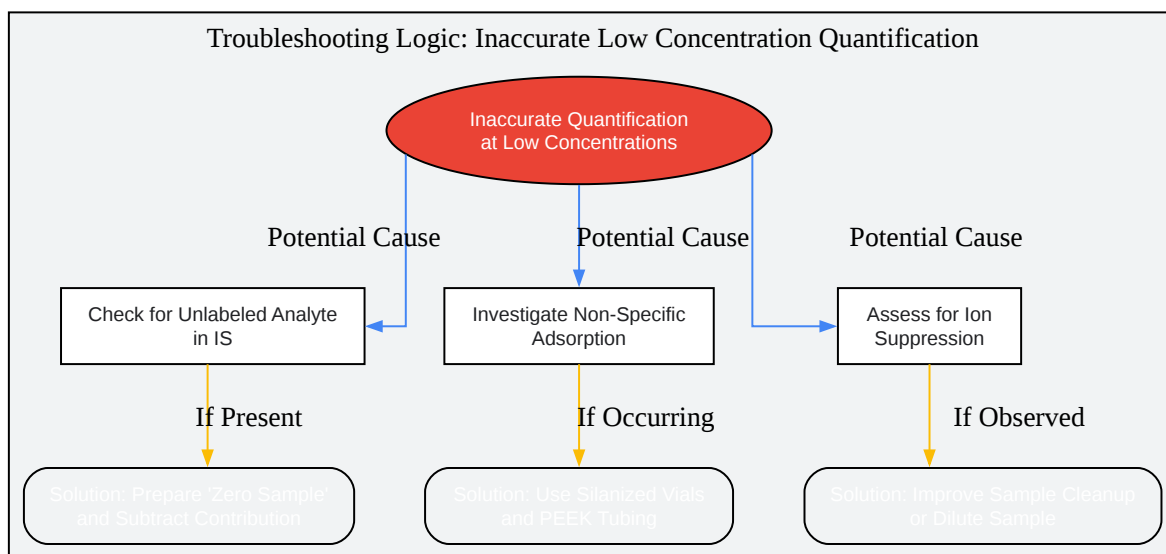 Troubleshooting Logic: Inaccurate Low Concentration Quantification
Inaccurate Quantification
at Low Concentrations
Potential Cause
Potential Cause
Potential Cause
Check for Unlabeled Analyte
in IS
Investigate Non-Specific
Adsorption
Assess for Ion
Suppression
If Present
If Occurring
If Observed
Solution: Prepare 'Zero Sample'
and Subtract Contribution
Solution: Use Silanized Vials
and PEEK Tubing
Solution: Improve Sample Cleanup
or Dilute Sample